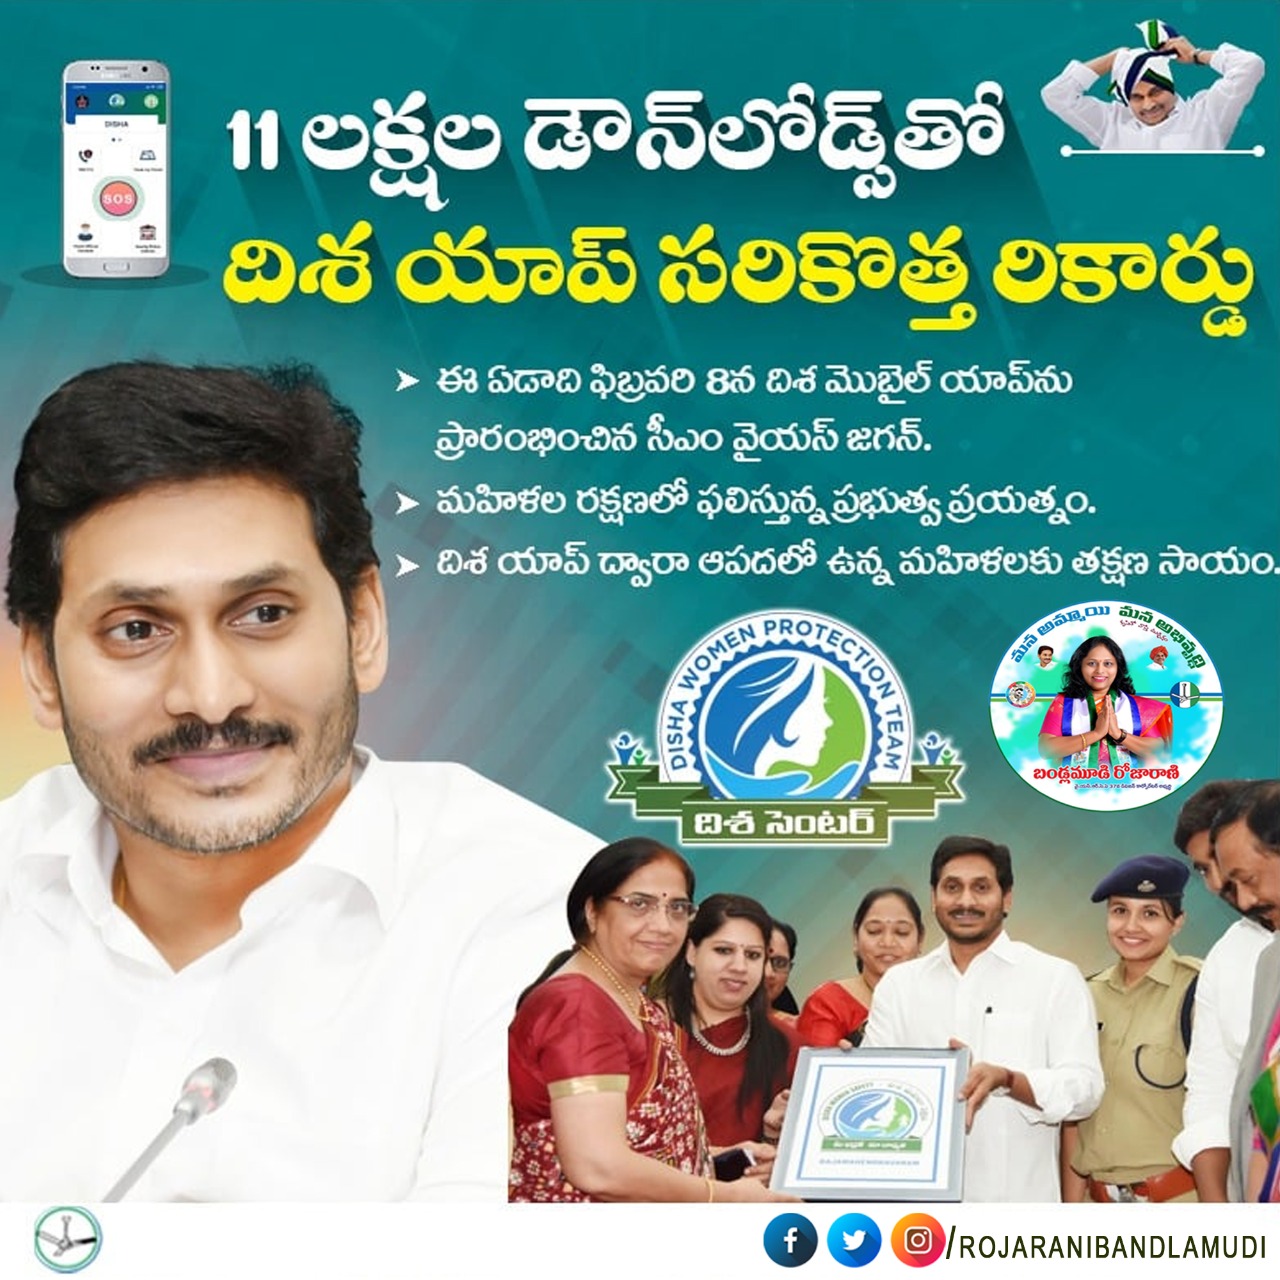 DISHA
SOS
11 లక్షల డౌన్‌లోడ్స్‌తో
దిశ యాప్ సరికొత్త రికార్డు
➤ ఈ ఏడాది ఫిబ్రవరి 8న దిశ మొబైల్ యాప్‌ను
ప్రారంభించిన సీఎం వైయస్ జగన్.
➤ మహిళల రక్షణలో ఫలిస్తున్న ప్రభుత్వ ప్రయత్నం.
➤ దిశ యాప్ ద్వారా ఆపదలో ఉన్న మహిళలకు తక్షణ సాయం.
DISHA WOMEN PROTECTION TEAM
దిశ సెంటర్
మన అమ్మాయి మన అభివృద్ధి
బండ్లమూడి రోజారాణి
RAJAMAHENDRAVARAM
/ROJARANIBANDLAMUDI